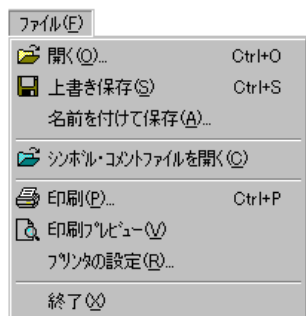 ファイル(F)
開く(O)... Ctrl+O
上書き保存(S) Ctrl+S
名前を付けて保存(A)...
シンボル・コメントファイルを開く(C)
印刷(P)... Ctrl+P
印刷プレビュー(V)
プリンタの設定(R)...
終了(X)